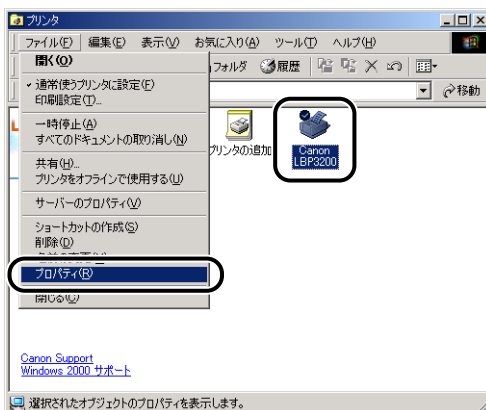 プリンタ
ファイル(F) 編集(E) 表示(V) お気に入り(A) ツール(T) ヘルプ(H)
開く(O)
フォルダ 履歴
通常使うプリンタに設定(F)
印刷設定(T)...
移動
一時停止(A)
すべてのドキュメントの取り消し(N)
共有(H)...
プリンタをオフラインで使用する(U)
サーバーのプロパティ(V)
ショートカットの作成(S)
削除(D)
プロパティ(R)
閉じる(C)
プリンタの追加
Canon
LBP3200
Canon Support
Windows 2000 サポート
選択されたオブジェクトのプロパティを表示します。